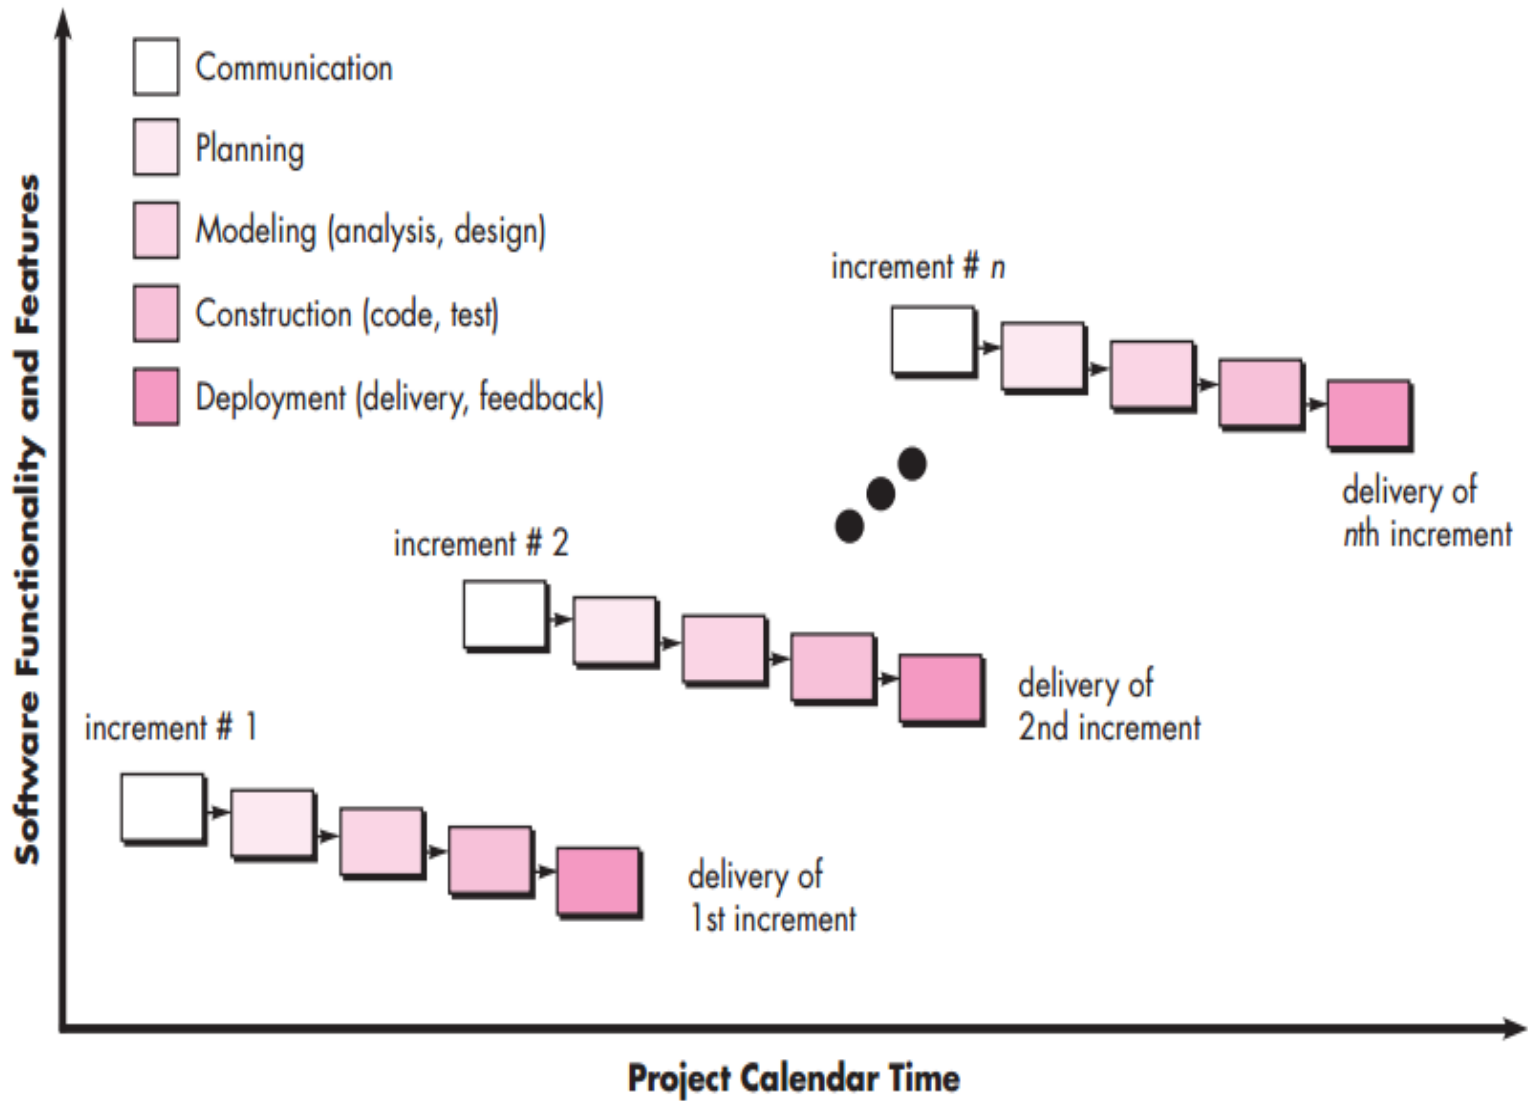 Communication
Planning
Modeling (analysis, design)
Construction (code, test)
Deployment (delivery, feedback)
Software Functionality and Features
increment # n
delivery of
nth increment
increment # 2
delivery of
2nd increment
increment # 1
delivery of
1st increment
Project Calendar Time